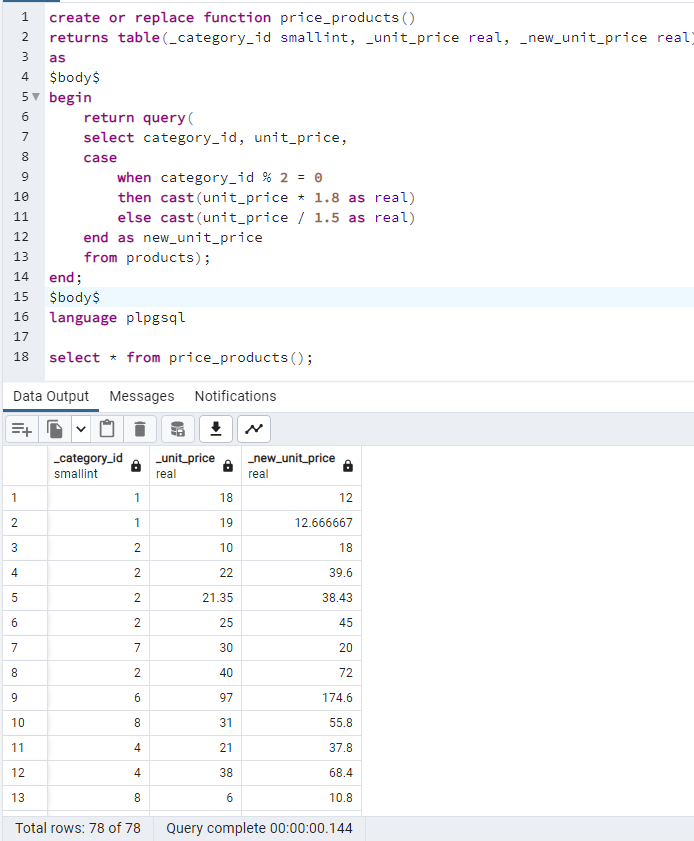 1 create or replace function price_products()
2 returns table(_category_id smallint, _unit_price real, _new_unit_price real)
3 as
4 $body$
5 begin
6 return query(
7 select category_id, unit_price,
8 case
9 when category_id % 2 = 0
10 then cast(unit_price * 1.8 as real)
11 else cast(unit_price / 1.5 as real)
12 end as new_unit_price
13 from products);
14 end;
15 $body$
16 language plpgsql
17
18 select * from price_products();
Data Output Messages Notifications
_category_id _unit_price _new_unit_price
smallint real real
1 1 18 12
2 1 19 12.666667
3 2 10 18
4 2 22 39.6
5 2 21.35 38.43
6 2 25 45
7 7 30 20
8 2 40 72
9 6 97 174.6
10 8 31 55.8
11 4 21 37.8
12 4 38 68.4
13 8 6 10.8
Total rows: 78 of 78 Query complete 00:00:00.144